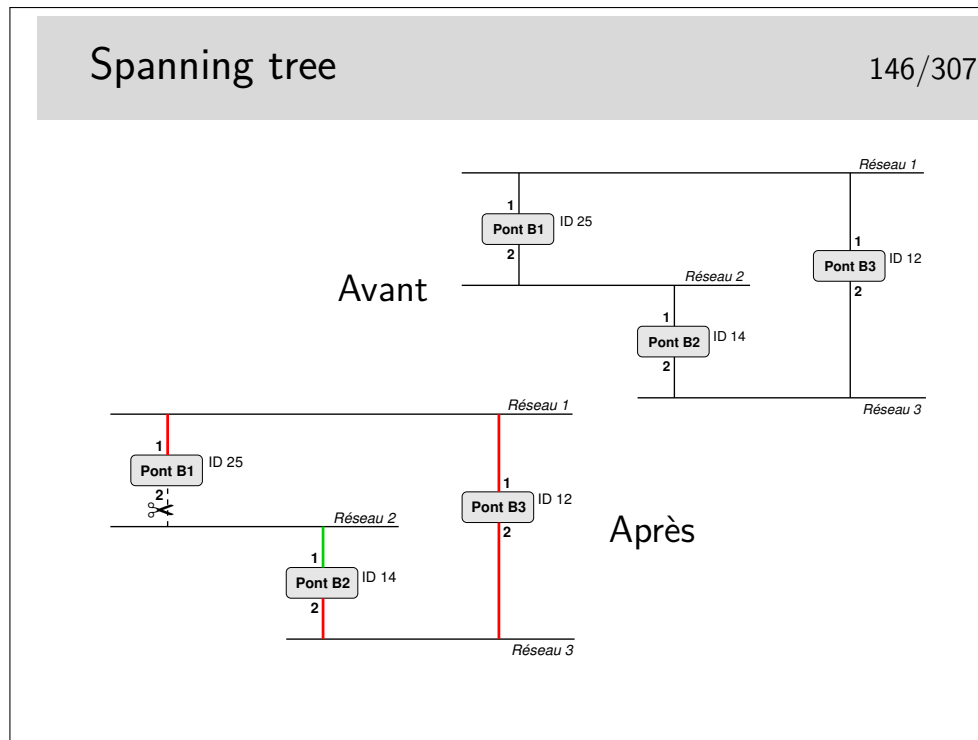 Spanning tree 146/307
Réseau 1
1
Pont B1 ID 25
2
1
Pont B3 ID 12
2
Avant
Réseau 2
1
Pont B2 ID 14
2
Réseau 3
Réseau 1
1
Pont B1 ID 25
2
1
Pont B3 ID 12
2
Réseau 2
Après
1
Pont B2 ID 14
2
Réseau 3